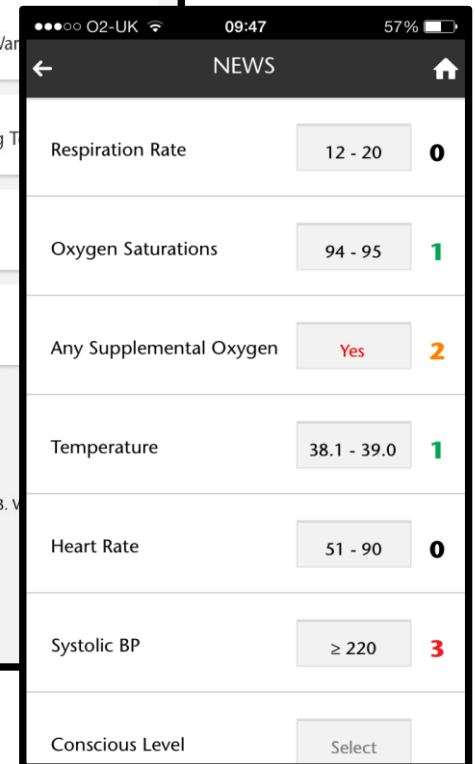 ●●●○○ O2-UK 09:47 57%
NEWS
Respiration Rate 12 - 20 0
Oxygen Saturations 94 - 95 1
Any Supplemental Oxygen Yes 2
Temperature 38.1 - 39.0 1
Heart Rate 51 - 90 0
Systolic BP ≥ 220 3
Conscious Level Select